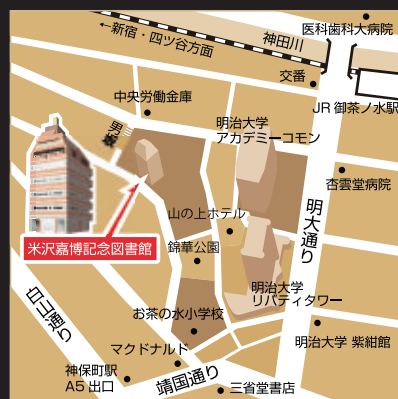 医科歯科大病院
←新宿・四ツ谷方面
神田川
交番
JR 御茶ノ水駅
中央労働金庫
男坂
明治大学
アカデミーコモン
杏雲堂病院
山の上ホテル
明大通り
米沢嘉博記念図書館
錦華公園
白山通り
明治大学
リバティタワー
お茶の水小学校
明治大学 紫紺館
マクドナルド
神保町駅
A5 出口
靖国通り
三省堂書店